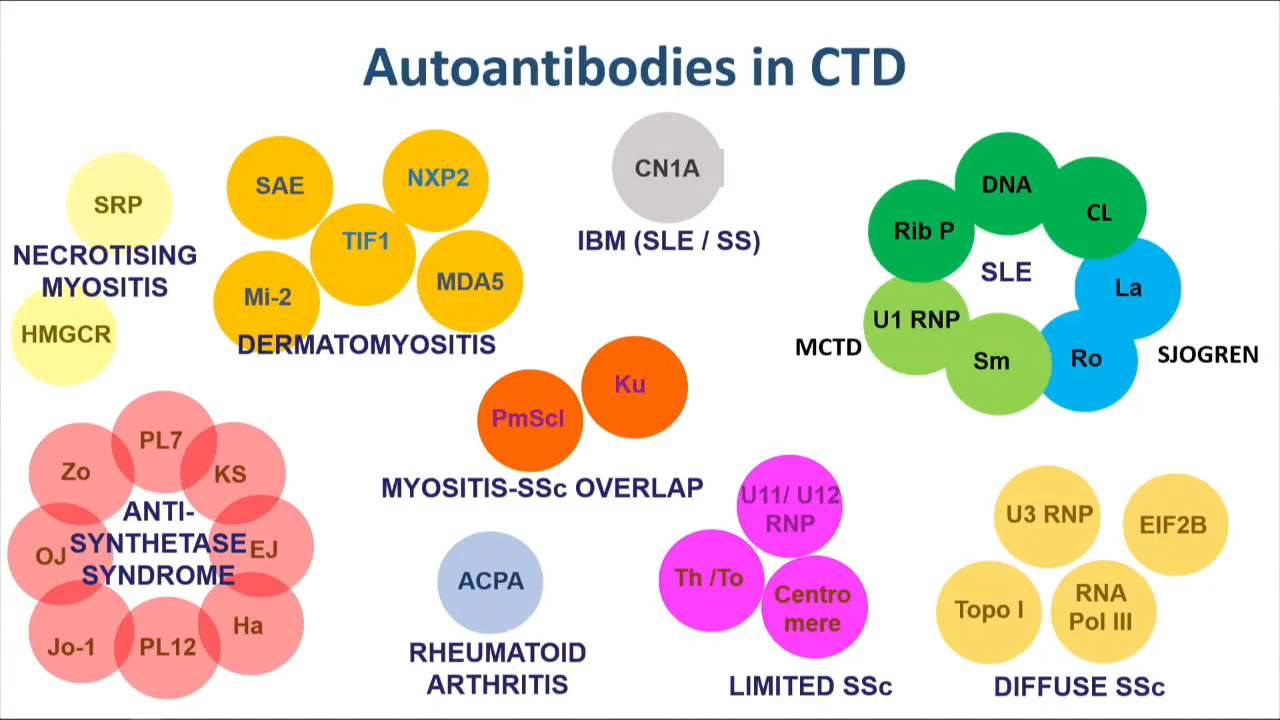 Autoantibodies in CTD
SRP
NECROTISING
MYOSITIS
HMGCR
SAE
NXP2
TIF1
Mi-2
MDA5
DERMATOMYOSITIS
CN1A
IBM (SLE / SS)
DNA
CL
Rib P
SLE
La
U1 RNP
MCTD
Sm
Ro
SJOGREN
Ku
PmScl
MYOSITIS-SSc OVERLAP
PL7
Zo
KS
ANTI-
SYNTHETASE
SYNDROME
OJ
EJ
Ha
Jo-1
PL12
ACPA
RHEUMATOID
ARTHRITIS
U11/ U12
RNP
Th /To
Centro
mere
LIMITED SSc
U3 RNP
EIF2B
Topo I
RNA
Pol III
DIFFUSE SSc